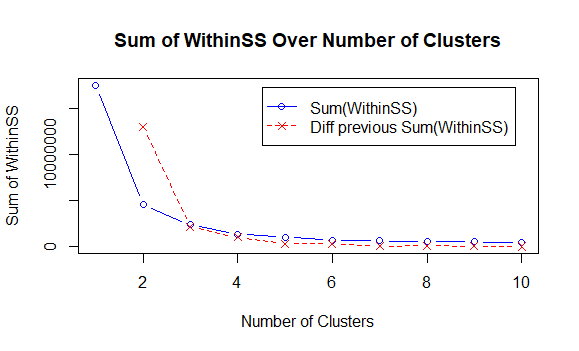 Sum of WithinSS Over Number of Clusters
Sum(WithinSS)
Diff previous Sum(WithinSS)
Sum of WithinSS
10000000
0
2 4 6 8 10
Number of Clusters